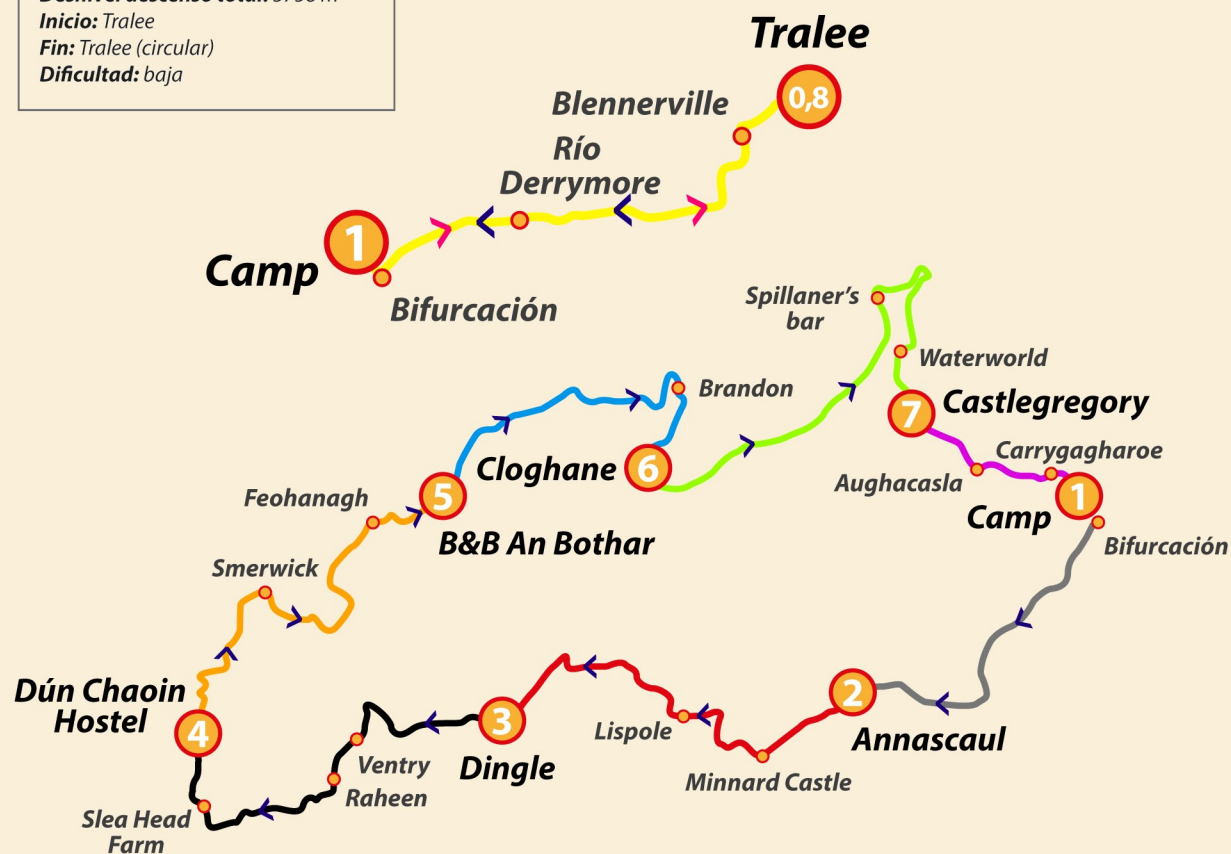 Inicio: Tralee
Fin: Tralee (circular)
Dificultad: baja
Tralee
0,8
Blennerville
Río
Derrymore
1
Camp
Bifurcación
Spillaner's
bar
Waterworld
Brandon
7
Castlegregory
Cloghane
6
Carrygagharoe
Aughacasla
5
1
Camp
Feohanagh
B&B An Bothar
Bifurcación
Smerwick
Dún Chaoin
Hostel
4
2
3
Lispole
Annascaul
Ventry
Dingle
Minnard Castle
Raheen
Slea Head
Farm